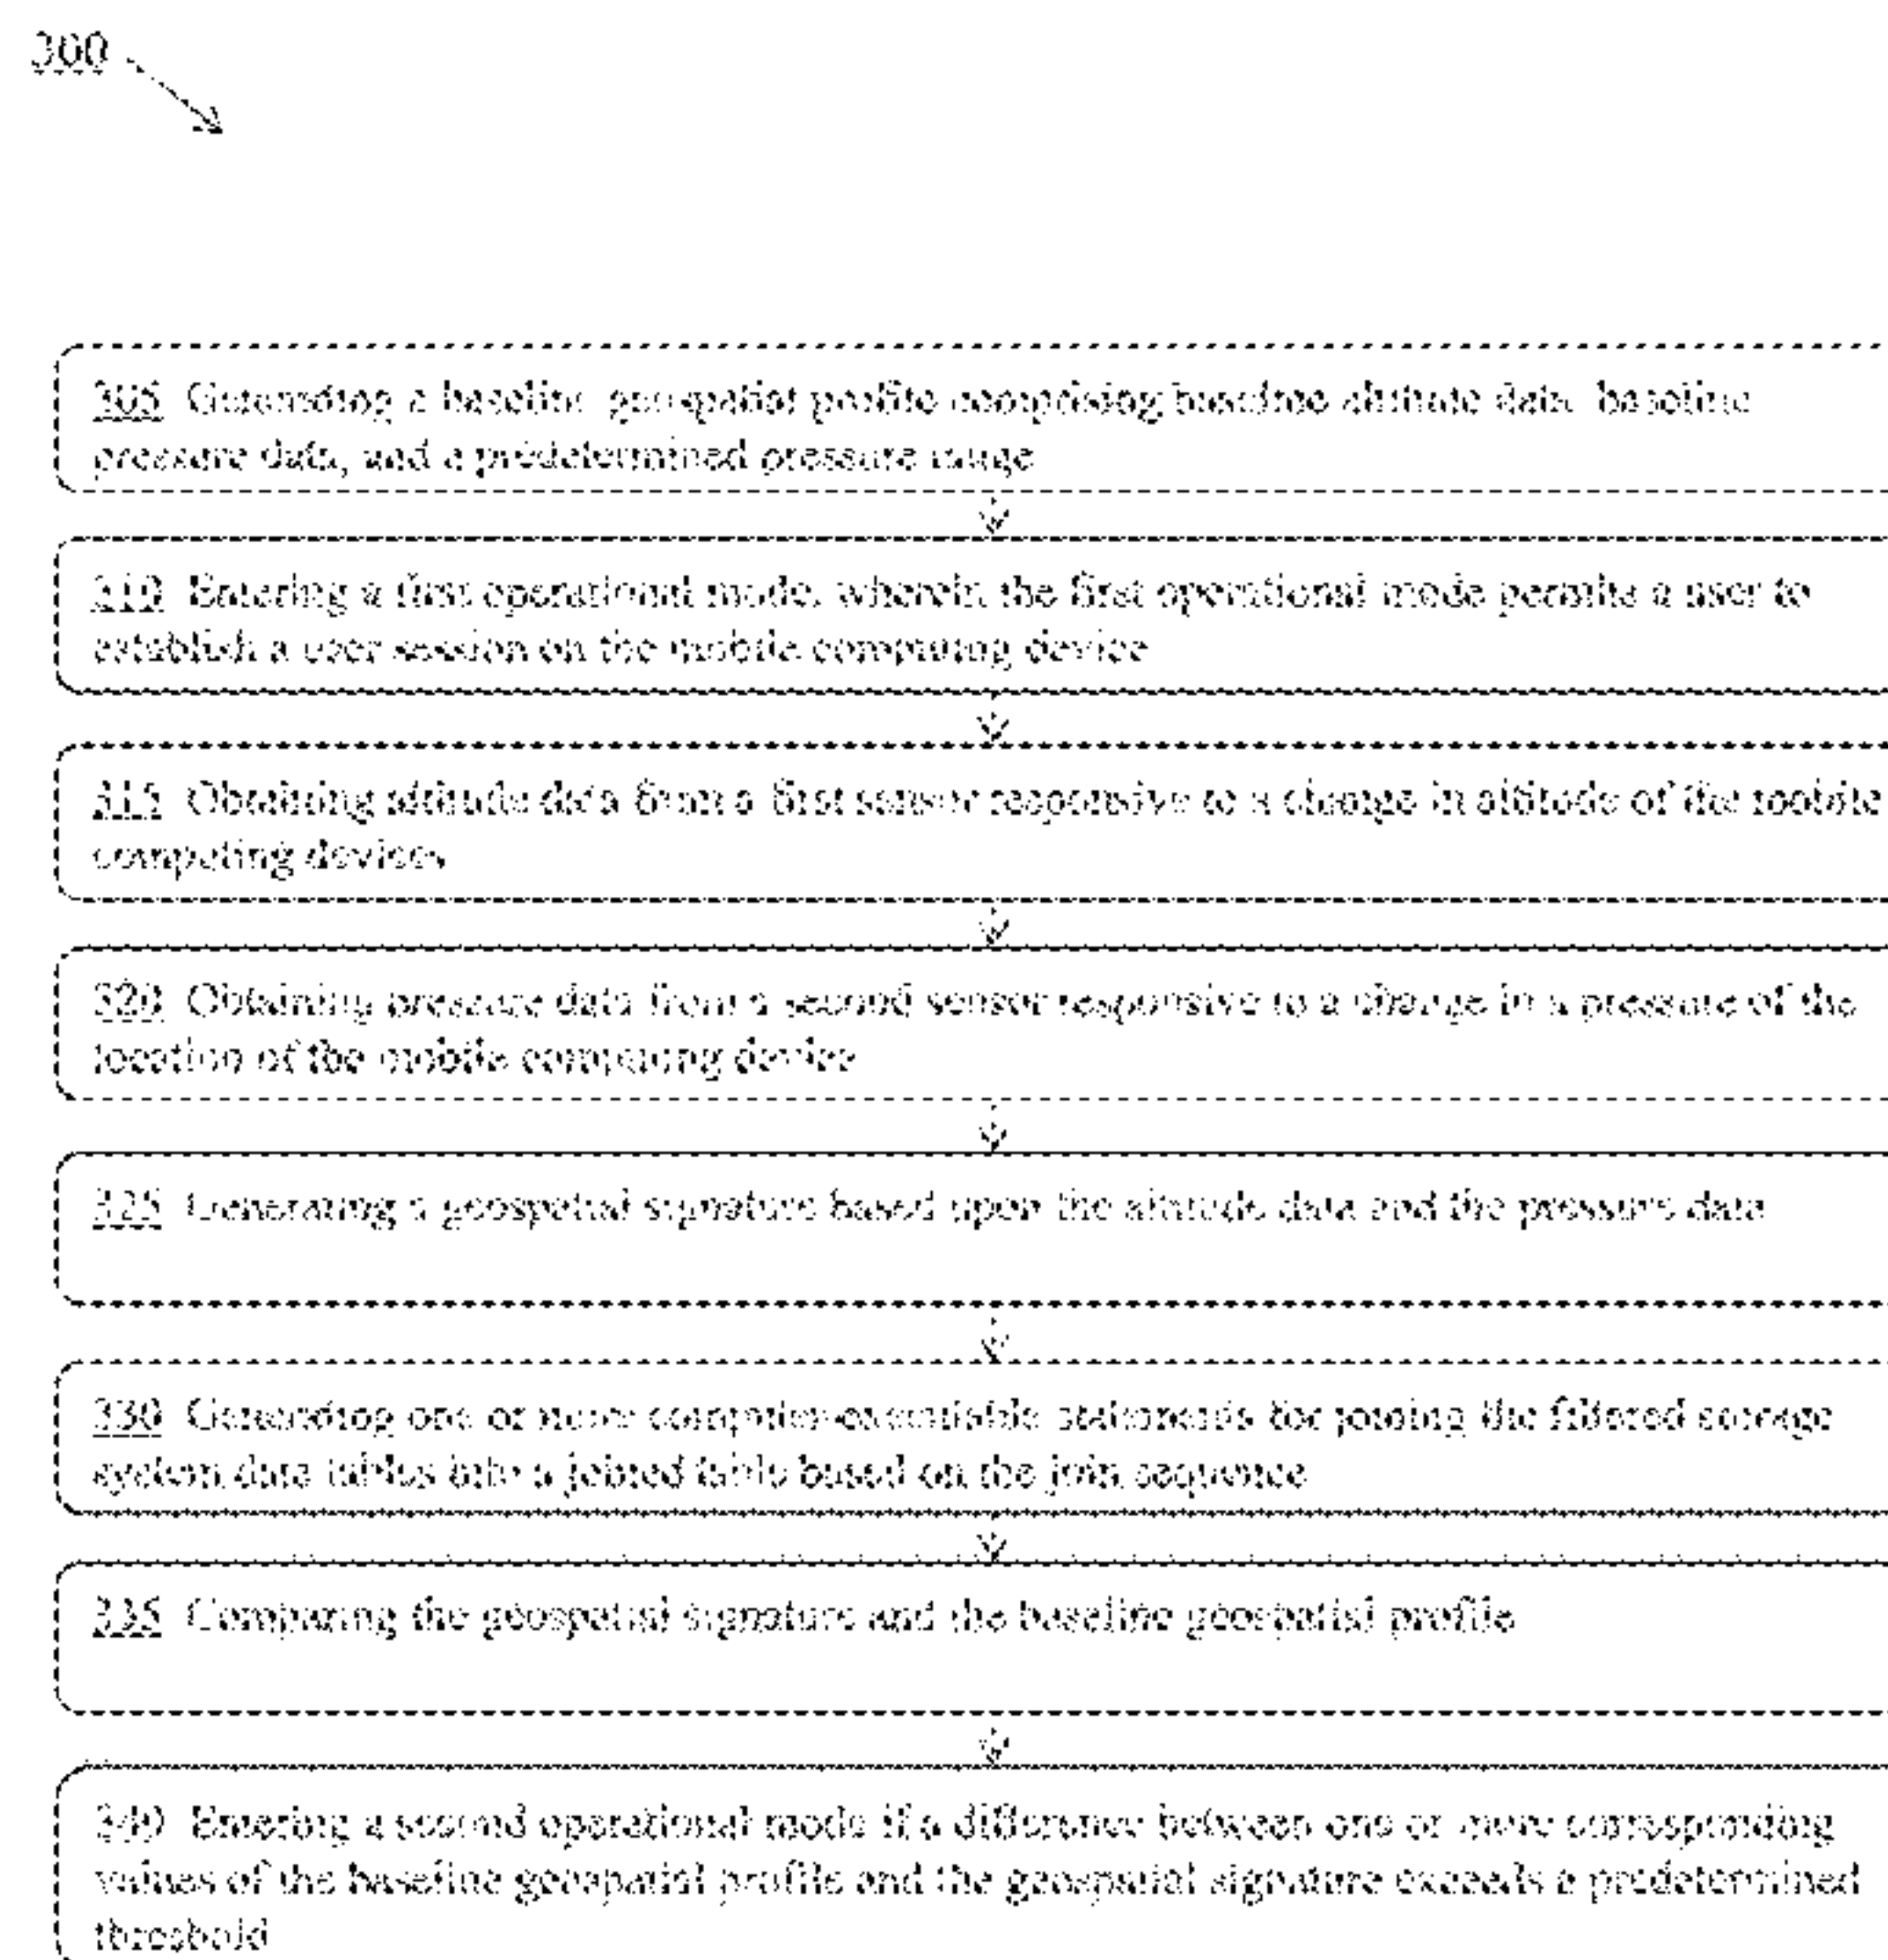 300
305 Generating a baseline geospatial profile comprising baseline altitude data, baseline
pressure data, and a predetermined pressure range
310 Entering a first operational mode, wherein the first operational mode permits a user to
establish a user session on the mobile computing device
315 Obtaining altitude data from a first sensor responsive to a change in altitude of the mobile
computing devices
320 Obtaining pressure data from a second sensor responsive to a change in a pressure of the
location of the mobile computing device
325 Generating a geospatial signature based upon the altitude data and the pressure data
330 Generating one or more computer-executable statements for joining the filtered storage
system data tables into a joined table based on the join sequence
335 Comparing the geospatial signature and the baseline geospatial profile
340 Entering a second operational mode if a difference between one or more corresponding
values of the baseline geospatial profile and the geospatial signature exceeds a predetermined
threshold